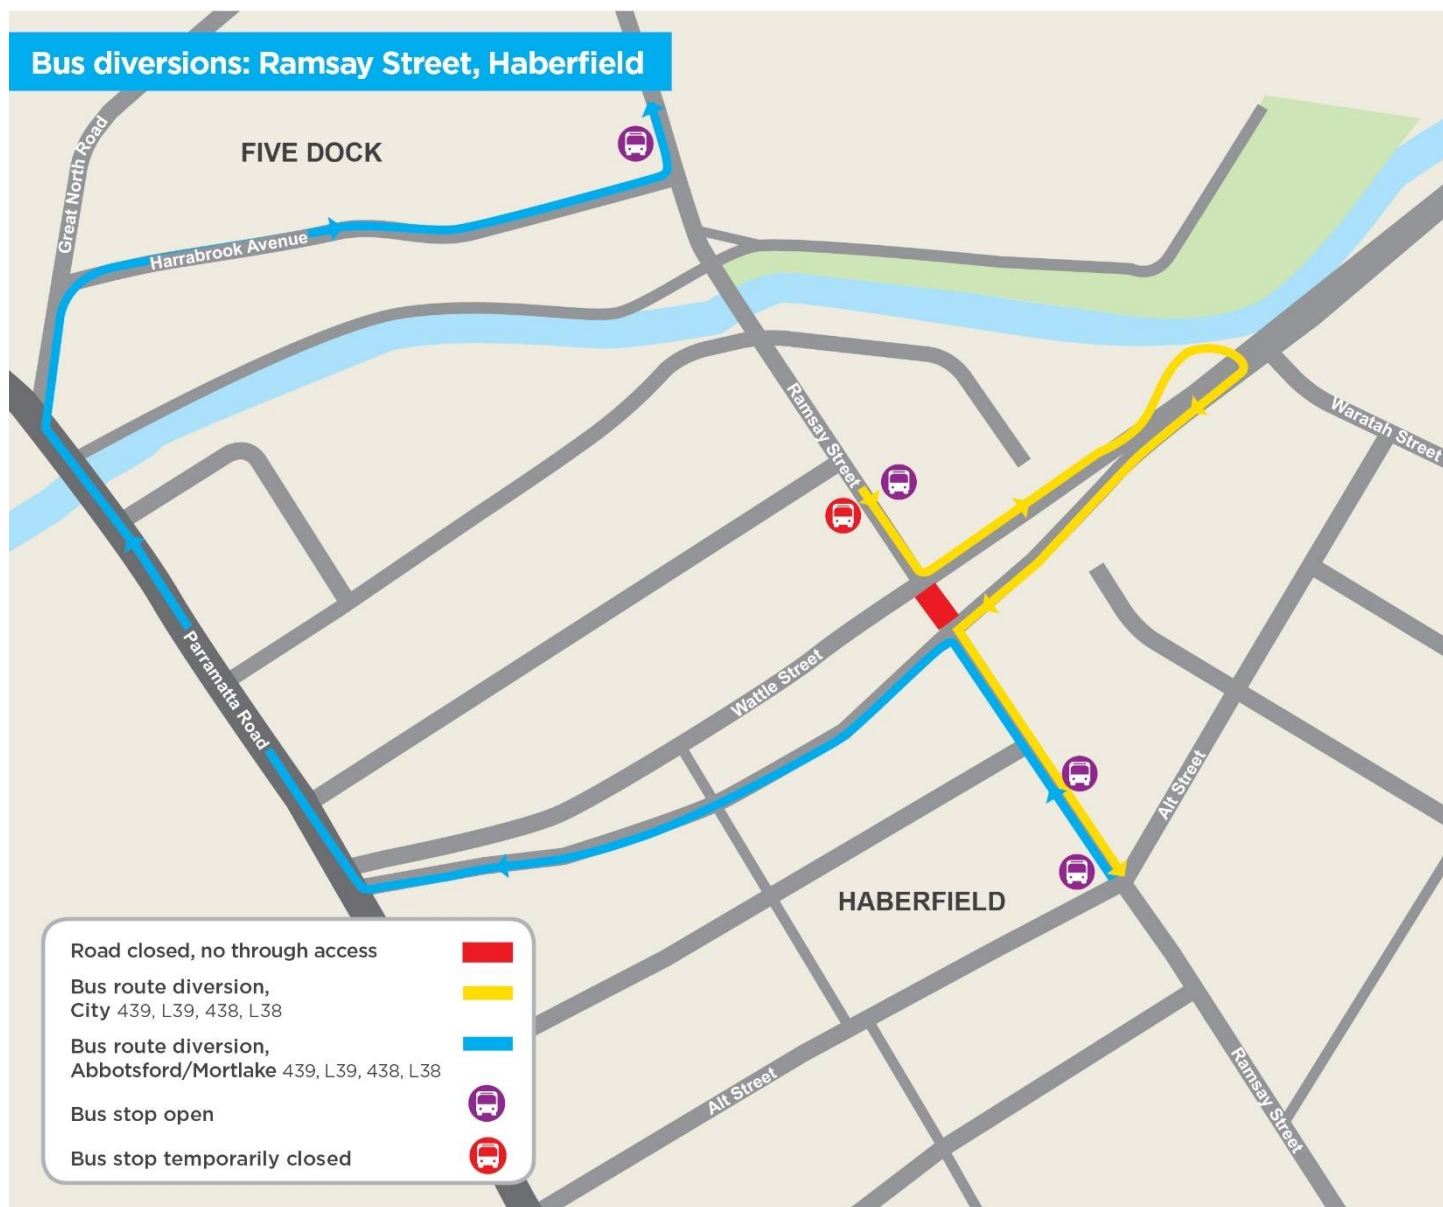 Bus diversions: Ramsay Street, Haberfield
FIVE DOCK
Great North Road
Harrabrook Avenue
Ramsay Street
Waratah Street
Wattle Street
Parramatta Road
Alt Street
HABERFIELD
Alt Street
Ramsay Street
Road closed, no through access
Bus route diversion,
City 439, L39, 438, L38
Bus route diversion,
Abbotsford/Mortlake 439, L39, 438, L38
Bus stop open
Bus stop temporarily closed